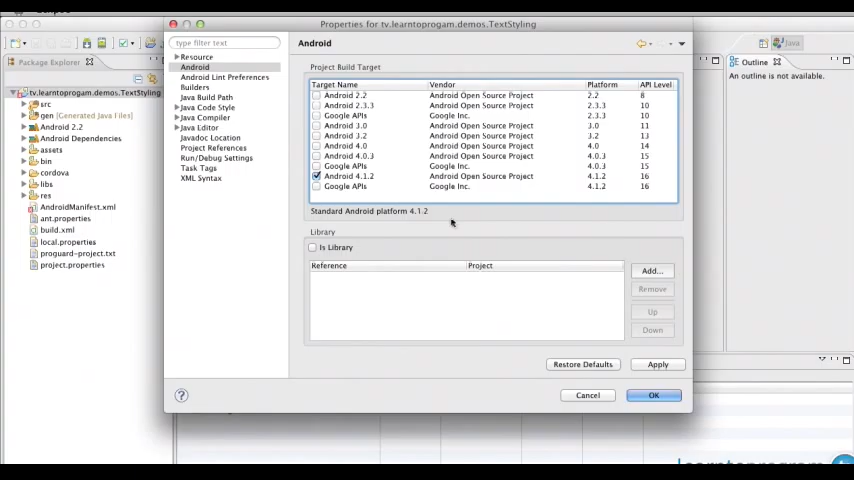 Properties for tv.learntoprogam.demos.TextStyling
Java
Package Explorer
Outline
An outline is not available.
tv.learntoprogam.demos.TextStyling
src
gen [Generated Java Files]
Android 2.2
Android Dependencies
assets
bin
cordova
libs
res
AndroidManifest.xml
ant.properties
build.xml
local.properties
proguard-project.txt
project.properties
type filter text
Resource
Android
Android Lint Preferences
Builders
Java Build Path
Java Code Style
Java Compiler
Java Editor
Javadoc Location
Project References
Run/Debug Settings
Task Tags
XML Syntax
Android
Project Build Target
Target Name Vendor Platform API Level
Android 2.2 Android Open Source Project 2.2 8
Android 2.3.3 Android Open Source Project 2.3.3 10
Google APIs Google Inc. 2.3.3 10
Android 3.0 Android Open Source Project 3.0 11
Android 3.2 Android Open Source Project 3.2 13
Android 4.0 Android Open Source Project 4.0 14
Android 4.0.3 Android Open Source Project 4.0.3 15
Google APIs Google Inc. 4.0.3 15
Android 4.1.2 Android Open Source Project 4.1.2 16
Google APIs Google Inc. 4.1.2 16
Standard Android platform 4.1.2
Library
Is Library
Reference Project
Add...
Remove
Up
Down
Restore Defaults Apply
? Cancel OK
learntoprogram